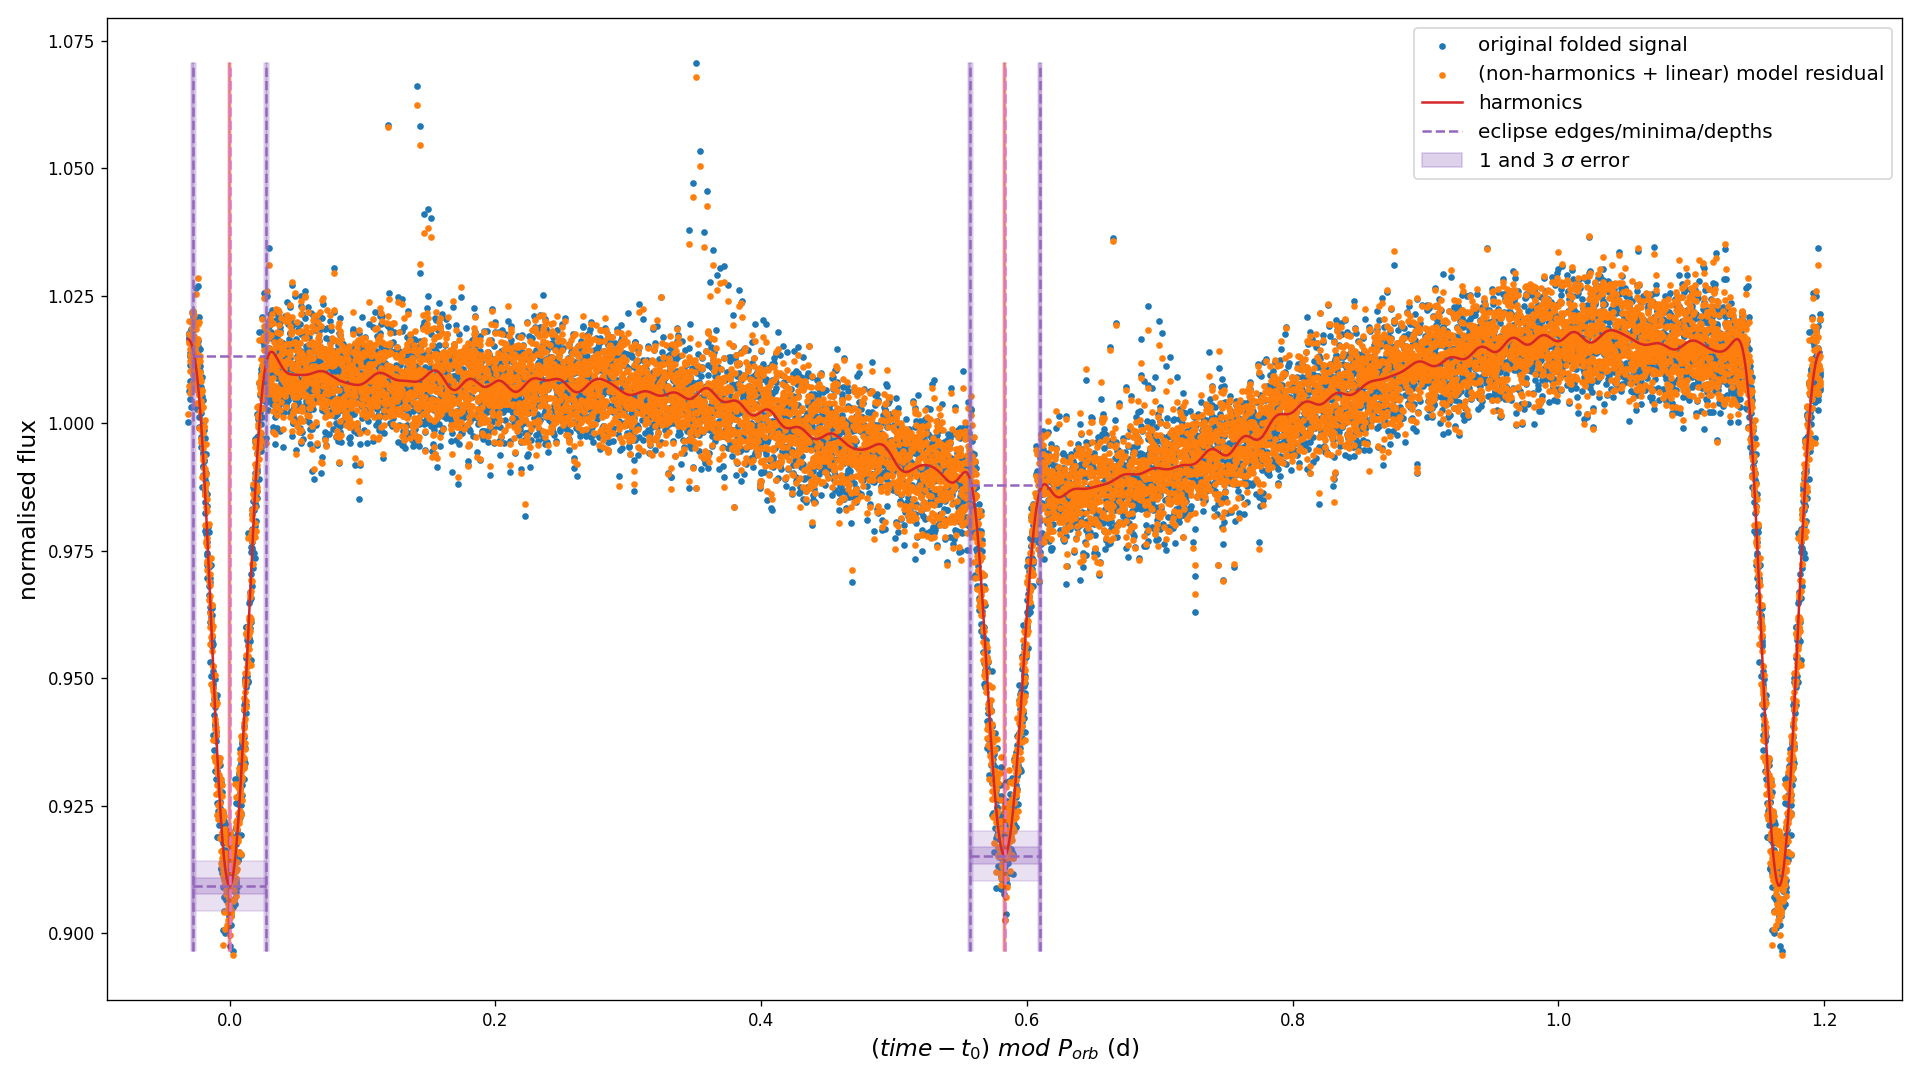 original folded signal
(non-harmonics + linear) model residual
harmonics
eclipse edges/minima/depths
1 and 3 σ error
normalised flux
1.075
1.050
1.025
1.000
0.975
0.950
0.925
0.900
0.0 0.2 0.4 0.6 0.8 1.0 1.2
(time − t₀) mod Pₒᵣb (d)